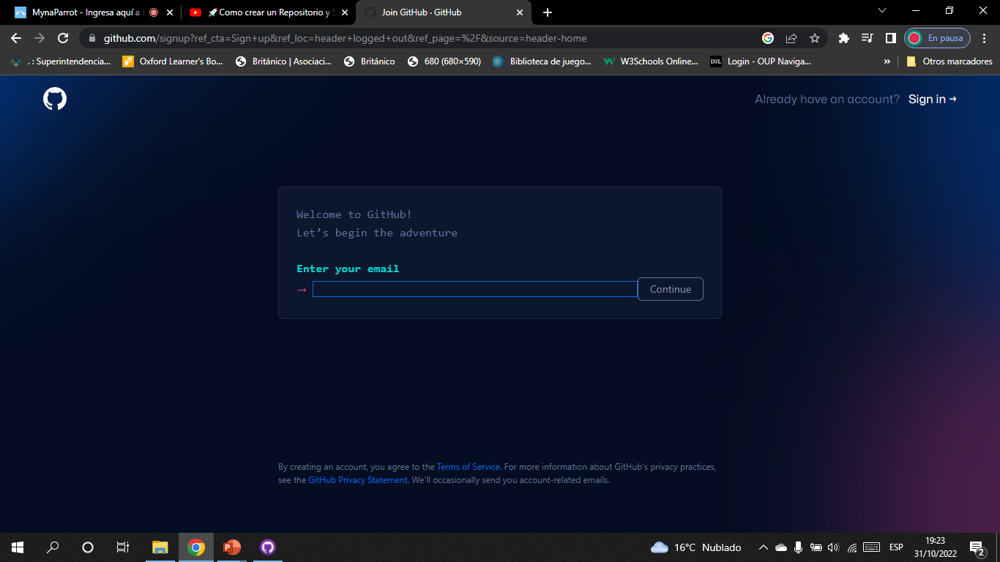 MynaParrot - Ingresa aquí a
🚀Como crear un Repositorio y S
Join GitHub · GitHub
github.com/signup?ref_cta=Sign+up&ref_loc=header+logged+out&ref_page=%2F&source=header-home
En pausa
.: Superintendencia...
Oxford Learner's Bo...
Británico | Asociaci...
Británico
680 (680×590)
Biblioteca de juego...
W3Schools Online...
D2L
Login - OUP Naviga...
»
Otros marcadores
Already have an account? Sign in →
Welcome to GitHub!
Let’s begin the adventure
Enter your email
→
Continue
By creating an account, you agree to the Terms of Service. For more information about GitHub's privacy practices,
see the GitHub Privacy Statement. We'll occasionally send you account-related emails.
16°C Nublado
ESP
19:23
31/10/2022
2